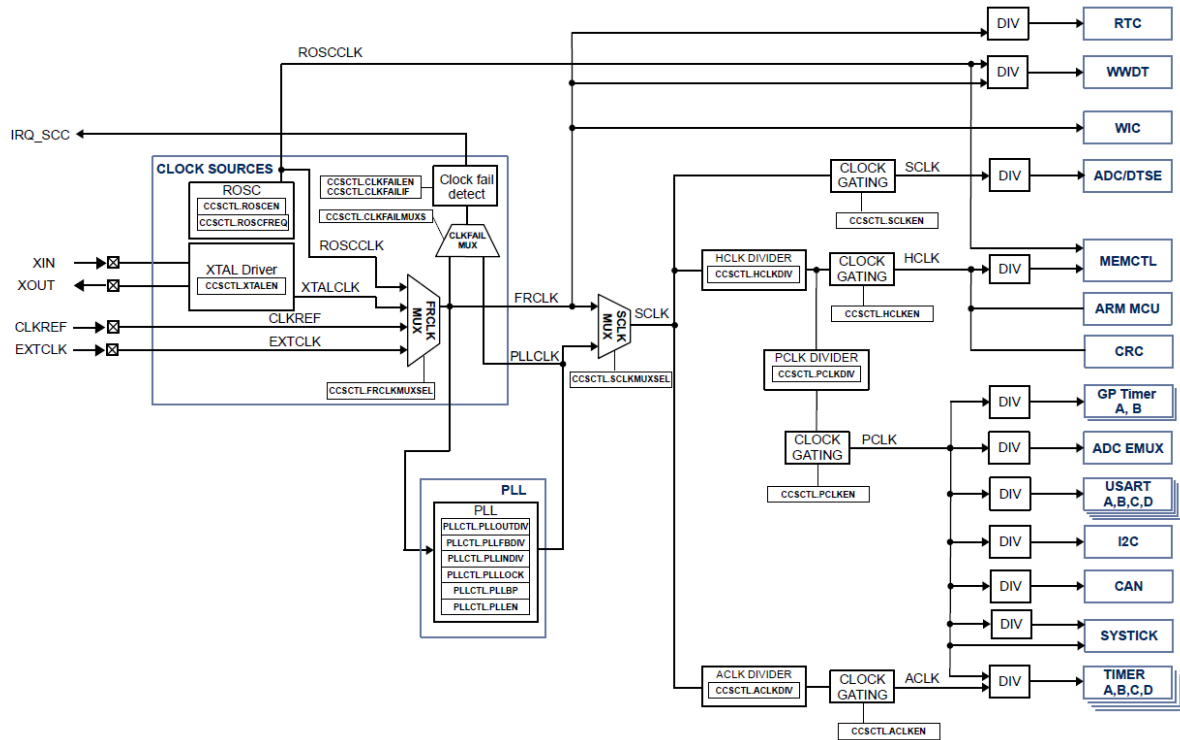 DIV
RTC
ROSCCLK
DIV
WWDT
IRQ_SCC
WIC
CLOCK SOURCES
ROSC
CCSCTL.ROSCEN
CCSCTL.ROSCFREQ
CCSCTL.CLKFAILEN
CCSCTL.CLKFAILIF
Clock fail
detect
CCSCTL.CLKFAILMUXS
CLKFAIL
MUX
CLOCK
GATING
SCLK
CCSCTL.SCLKEN
DIV
ADC/DTSE
ROSCCLK
XIN
XOUT
XTAL Driver
CCSCTL.XTALEN
XTALCLK
CLKREF
CLKREF
EXTCLK
EXTCLK
FRCLK
MUX
CCSCTL.FRCLKMUXSEL
FRCLK
PLLCLK
SCLK
MUX
SCLK
CCSCTL.SCLKMUXSEL
HCLK DIVIDER
CCSCTL.HCLKDIV
CLOCK
GATING
HCLK
CCSCTL.HCLKEN
DIV
MEMCTL
ARM MCU
CRC
PCLK DIVIDER
CCSCTL.PCLKDIV
CLOCK
GATING
PCLK
CCSCTL.PCLKEN
DIV
GP Timer
A, B
DIV
ADC EMUX
DIV
USART
A,B,C,D
DIV
I2C
DIV
CAN
DIV
SYSTICK
PLL
PLL
PLLCTL.PLLOUTDIV
PLLCTL.PLLFBDIV
PLLCTL.PLLINDIV
PLLCTL.PLLLOCK
PLLCTL.PLLBP
PLLCTL.PLLEN
ACLK DIVIDER
CCSCTL.ACLKDIV
CLOCK
GATING
ACLK
CCSCTL.ACLKEN
DIV
TIMER
A,B,C,D